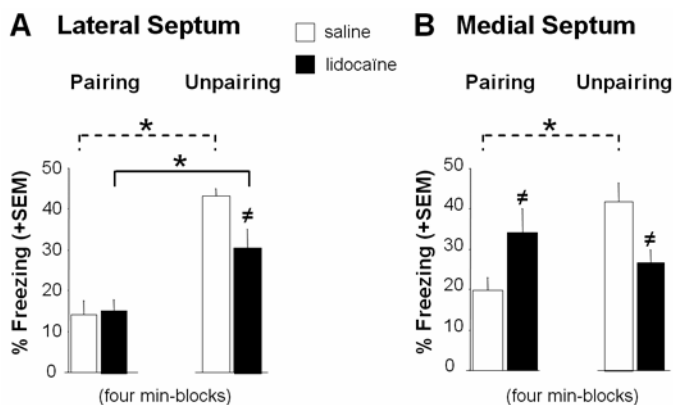 A Lateral Septum
saline
lidocaïne
B Medial Septum
Pairing Unpairing
Pairing Unpairing
*
*
*
% Freezing (+SEM)
50
40
30
20
10
0
≠
(four min-blocks)
% Freezing (+SEM)
50
40
30
20
10
0
≠
≠
(four min-blocks)